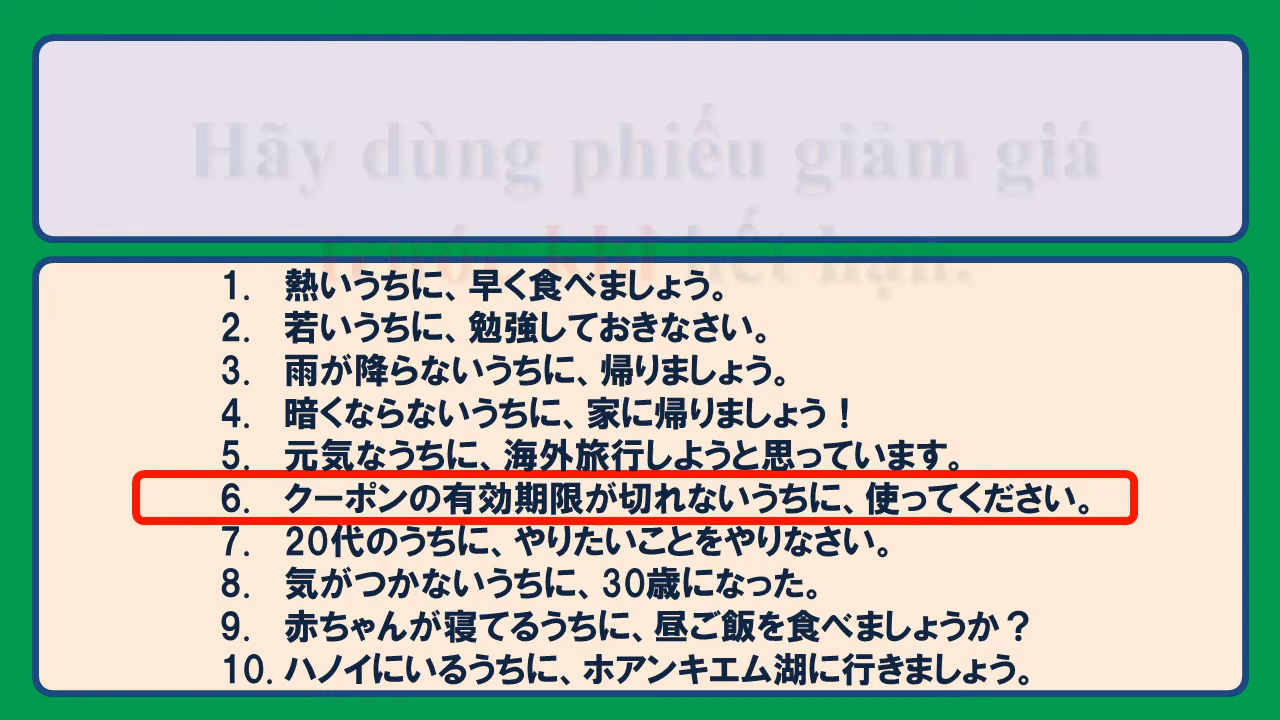 Hãy dùng phiếu giảm giá
trước khi hết hạn.
1. 熱いうちに、早く食べましょう。
2. 若いうちに、勉強しておきなさい。
3. 雨が降らないうちに、帰りましょう。
4. 暗くならないうちに、家に帰りましょう！
5. 元気なうちに、海外旅行しようと思っています。
6. クーポンの有効期限が切れないうちに、使ってください。
7. 20代のうちに、やりたいことをやりなさい。
8. 気がつかないうちに、30歳になった。
9. 赤ちゃんが寝てるうちに、昼ご飯を食べましょうか？
10. ハノイにいるうちに、ホアンキエム湖に行きましょう。